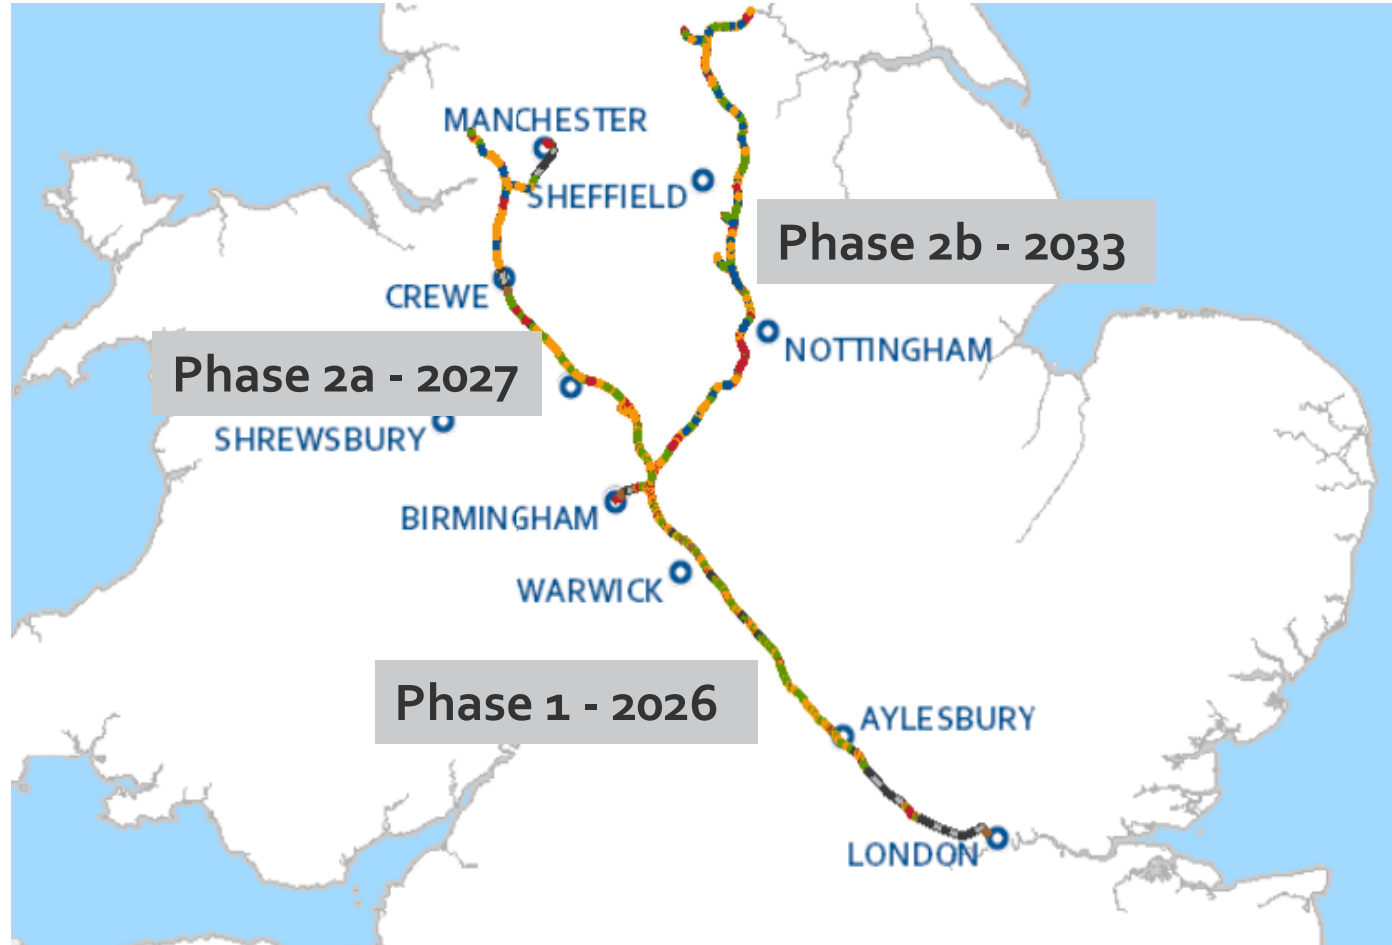 MANCHESTER
SHEFFIELD
Phase 2b - 2033
CREWE
NOTTINGHAM
Phase 2a - 2027
SHREWSBURY
BIRMINGHAM
WARWICK
Phase 1 - 2026
AYLESBURY
LONDON